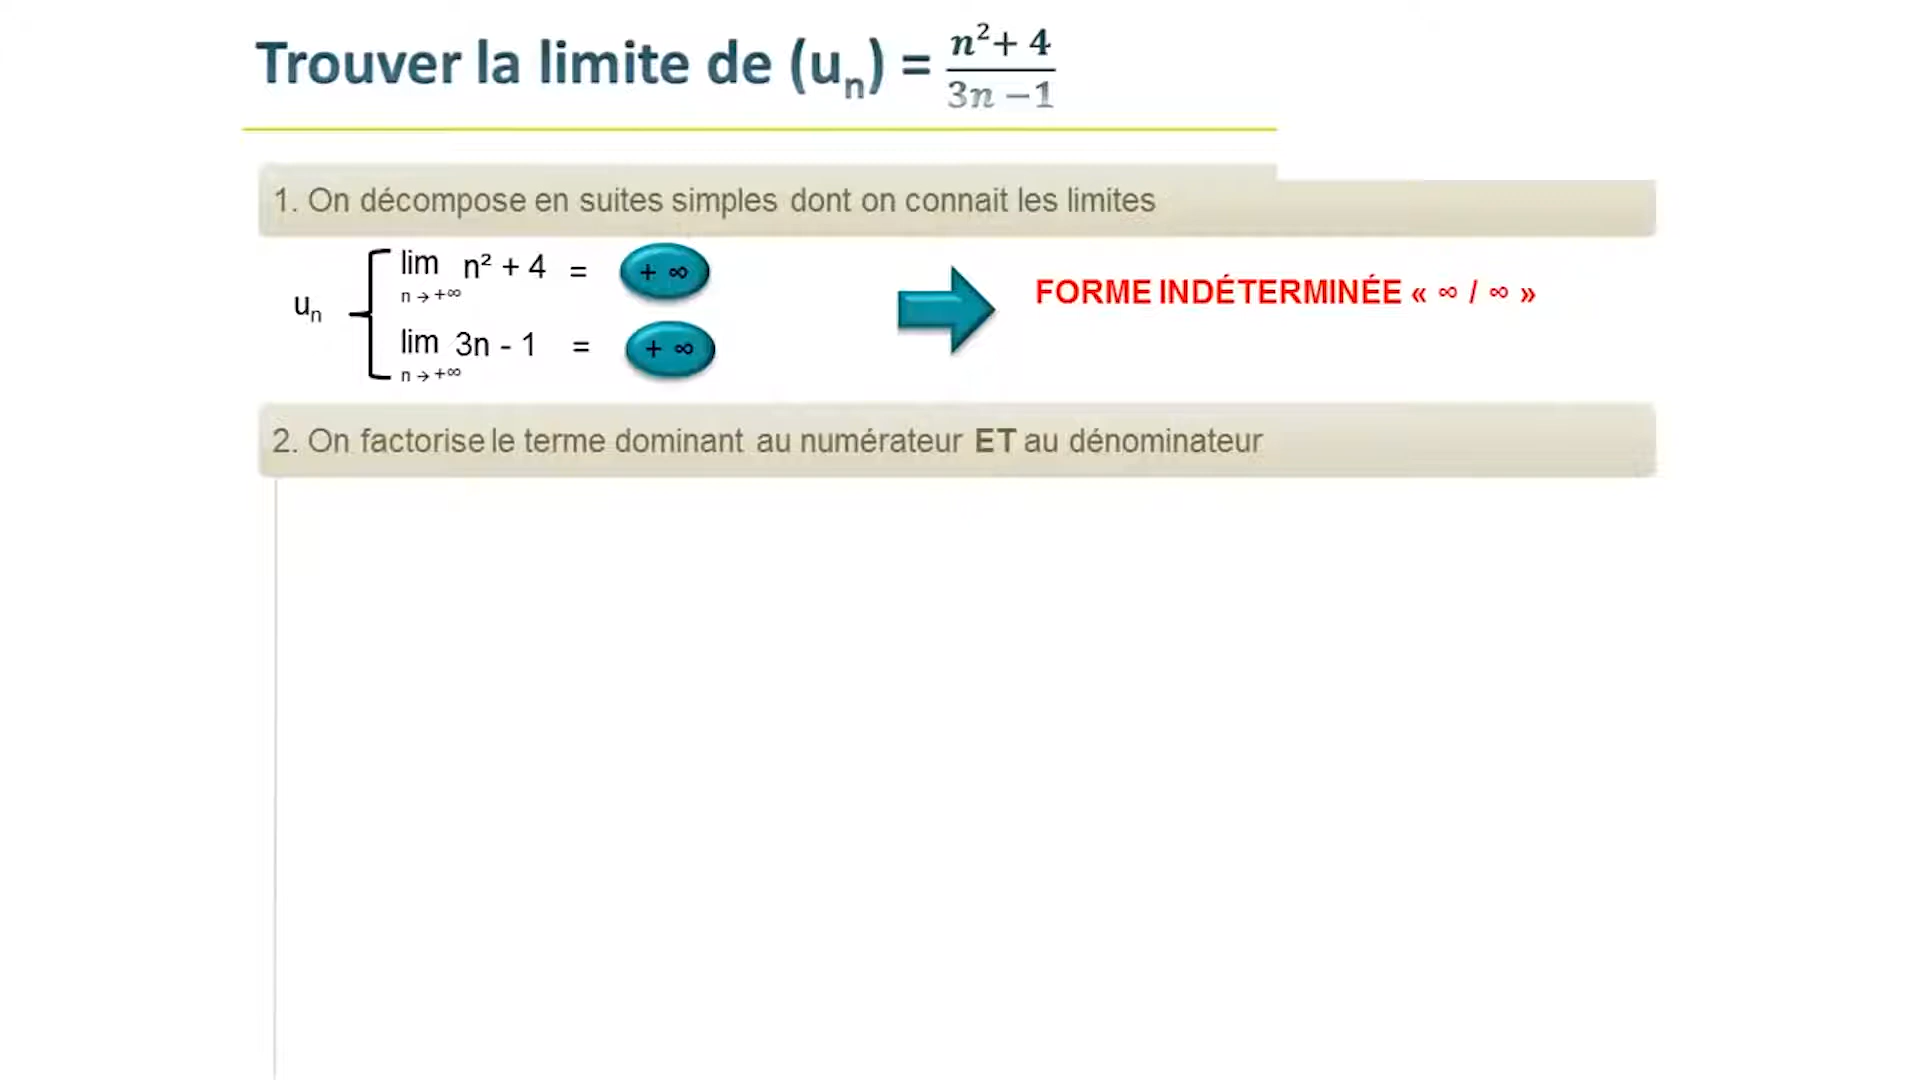 Trouver la limite de (uₙ) = n²+ 4 / 3n −1
1. On décompose en suites simples dont on connait les limites
lim n² + 4 = + ∞
n → +∞
uₙ
lim 3n - 1 = + ∞
n → +∞
FORME INDÉTERMINÉE « ∞ / ∞ »
2. On factorise le terme dominant au numérateur ET au dénominateur